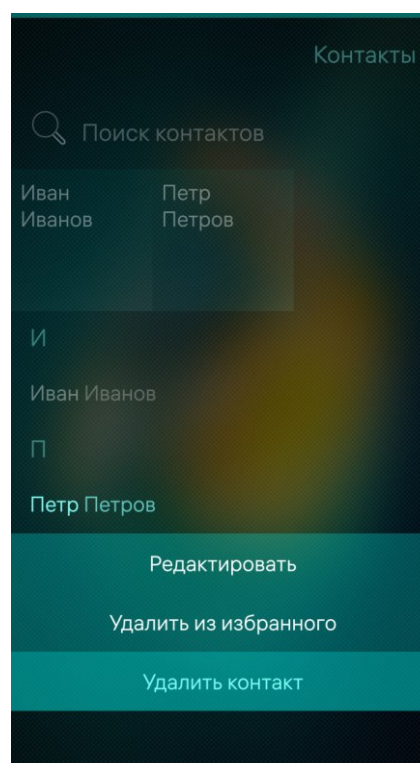 Контакты
Поиск контактов
Иван
Иванов
Петр
Петров
И
Иван Иванов
П
Петр Петров
Редактировать
Удалить из избранного
Удалить контакт